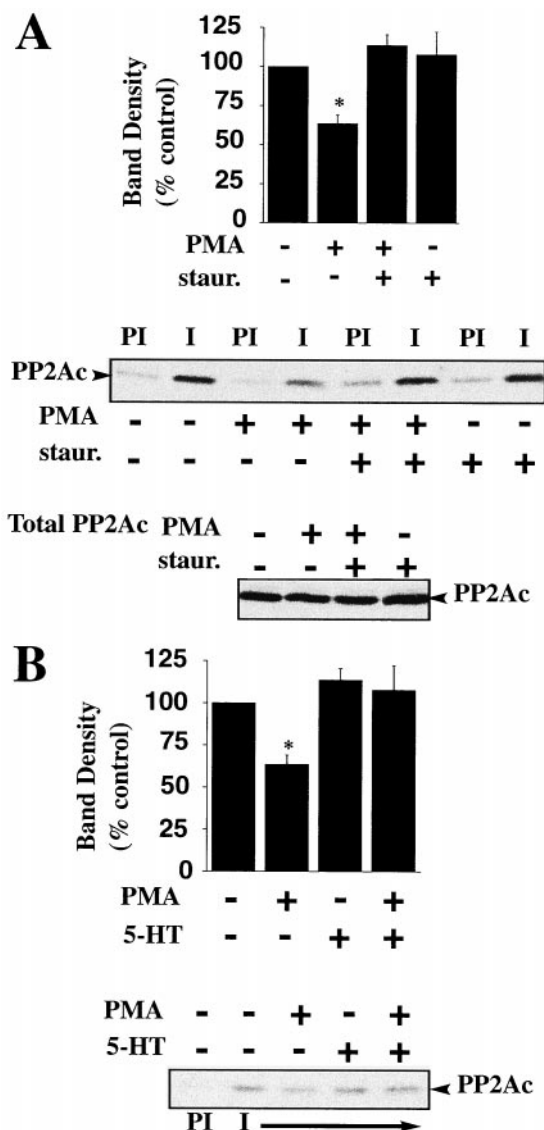 A
Band Density
(% control)
125
100
75
50
25
0
*
PMA - + + -
staur. - - + +
PI I PI I PI I PI I
PP2Ac
PMA - - + + + + - -
staur. - - - - + + + +
Total PP2Ac PMA - + + -
staur. - - + +
PP2Ac
B
Band Density
(% control)
125
100
75
50
25
0
*
PMA - + - +
5-HT - - + +
PMA - - + - +
5-HT - - - + +
PP2Ac
PI I